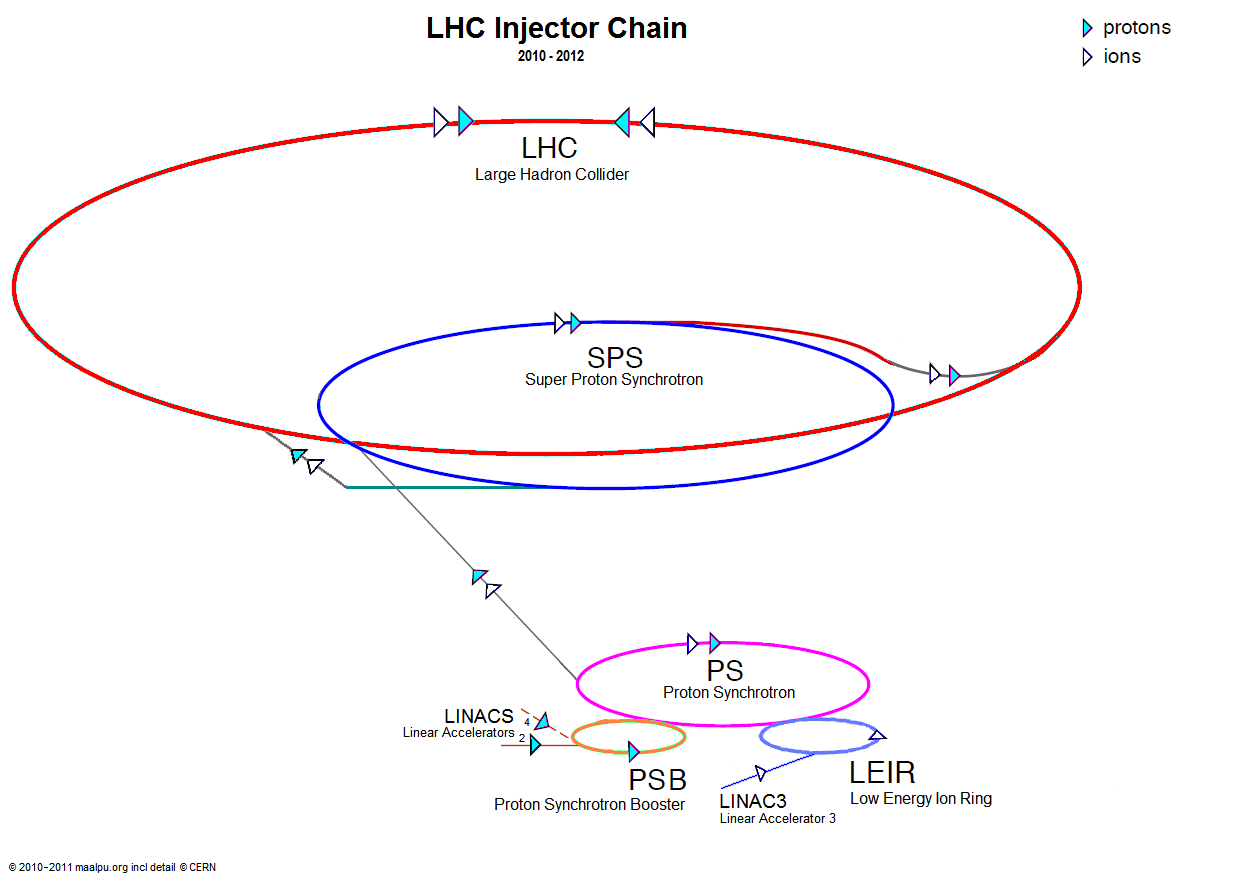 LHC Injector Chain
2010 - 2012
protons
ions
LHC
Large Hadron Collider
SPS
Super Proton Synchrotron
PS
Proton Synchrotron
LINACS
4
Linear Accelerators
2
PSB
Proton Synchrotron Booster
LEIR
Low Energy Ion Ring
LINAC3
Linear Accelerator 3
© 2010-2011 maalpu.org incl detail © CERN